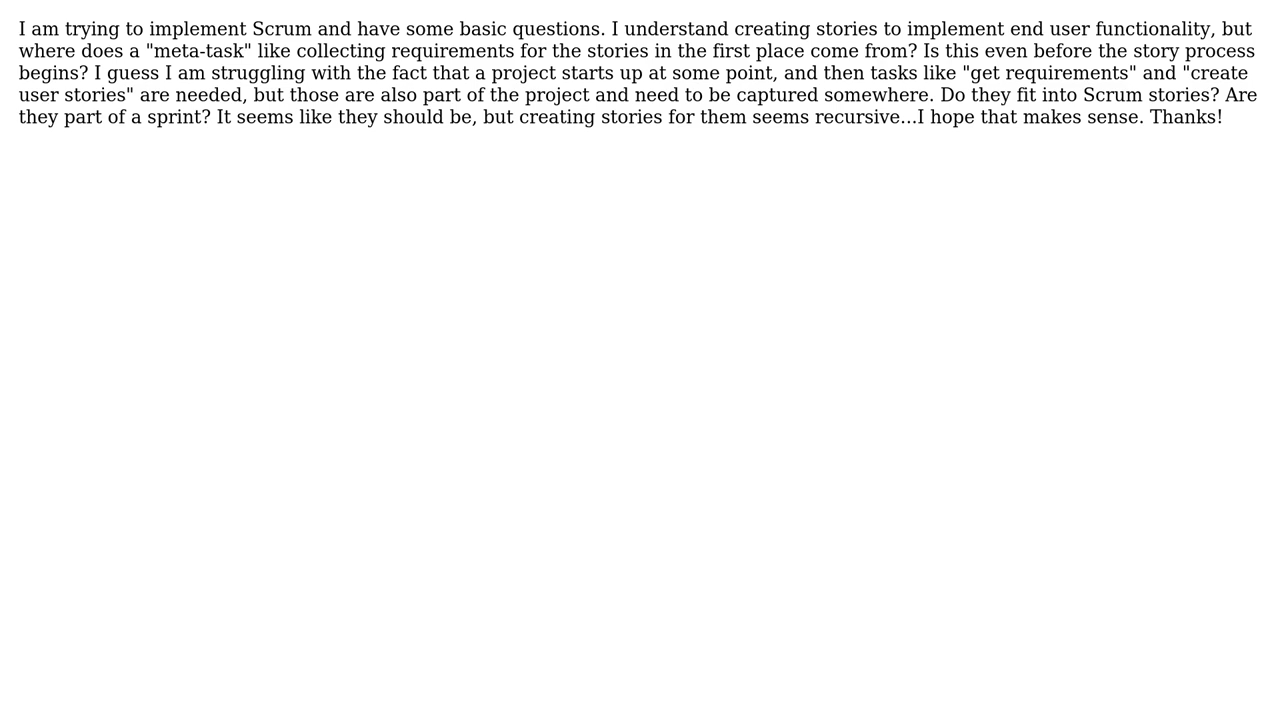 I am trying to implement Scrum and have some basic questions. I understand creating stories to implement end user functionality, but
where does a "meta-task" like collecting requirements for the stories in the first place come from? Is this even before the story process
begins? I guess I am struggling with the fact that a project starts up at some point, and then tasks like "get requirements" and "create
user stories" are needed, but those are also part of the project and need to be captured somewhere. Do they fit into Scrum stories? Are
they part of a sprint? It seems like they should be, but creating stories for them seems recursive...I hope that makes sense. Thanks!